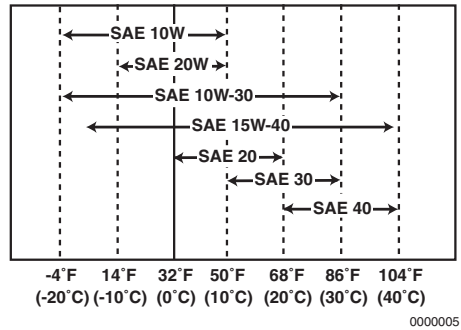 SAE 10W
SAE 20W
SAE 10W-30
SAE 15W-40
SAE 20
SAE 30
SAE 40
-4˚F 14˚F 32˚F 50˚F 68˚F 86˚F 104˚F
(-20˚C) (-10˚C) (0˚C) (10˚C) (20˚C) (30˚C) (40˚C)
0000005